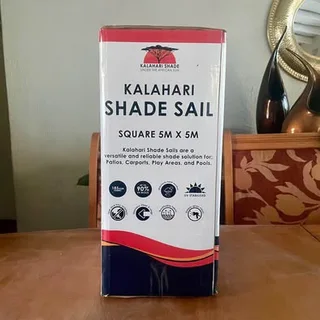 KALAHARI SHADE
KALAHARI
SHADE SAIL
SQUARE 5M X 5M
Kalahari Shade Sails are a
versatile and reliable shade solution for:
Patios, Carports, Play Areas, and Pools.
90%